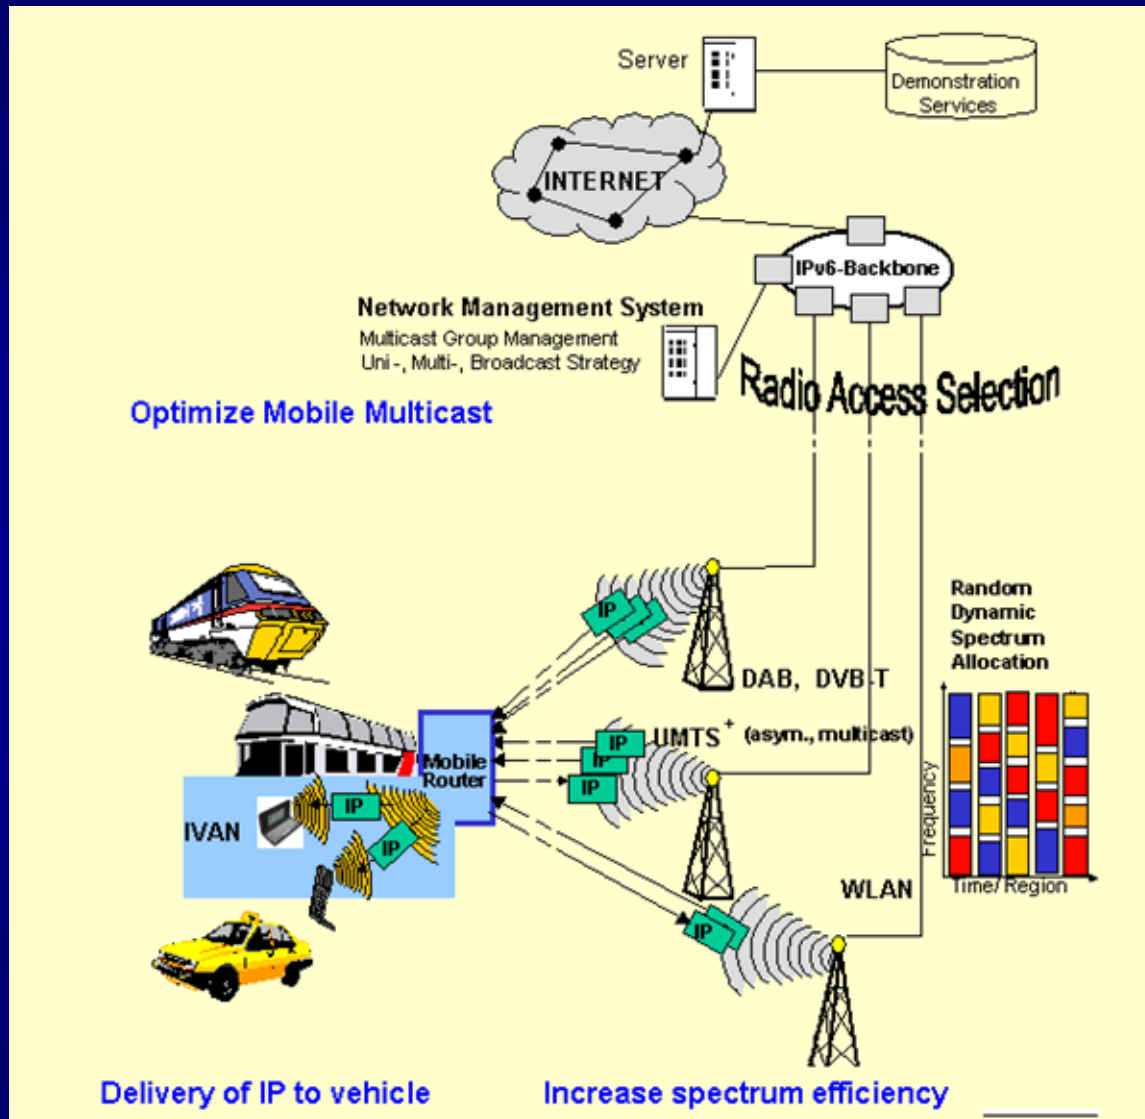 Server
Demonstration
Services
INTERNET
IPv6-Backbone
Network Management System
Multicast Group Management
Uni-, Multi-, Broadcast Strategy
Radio Access Selection
Optimize Mobile Multicast
Random
Dynamic
Spectrum
Allocation
IP
DAB, DVB-T
UMTS+ (asym., multicast)
IP
IP
IP
Mobile
Router
IVAN
IP
IP
Frequency
Time/ Region
WLAN
IP
Delivery of IP to vehicle
Increase spectrum efficiency